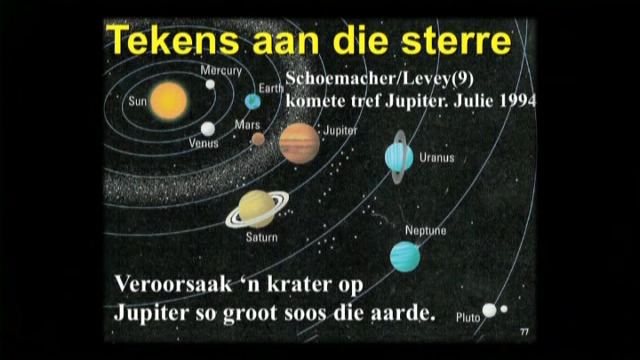 Tekens aan die sterre
Schoemacher/Levey(9)
komete tref Jupiter. Julie 1994
Mercury
Sun
Earth
Mars
Venus
Jupiter
Uranus
Saturn
Neptune
Veroorsaak ‘n krater op
Jupiter so groot soos die aarde.
Pluto
77